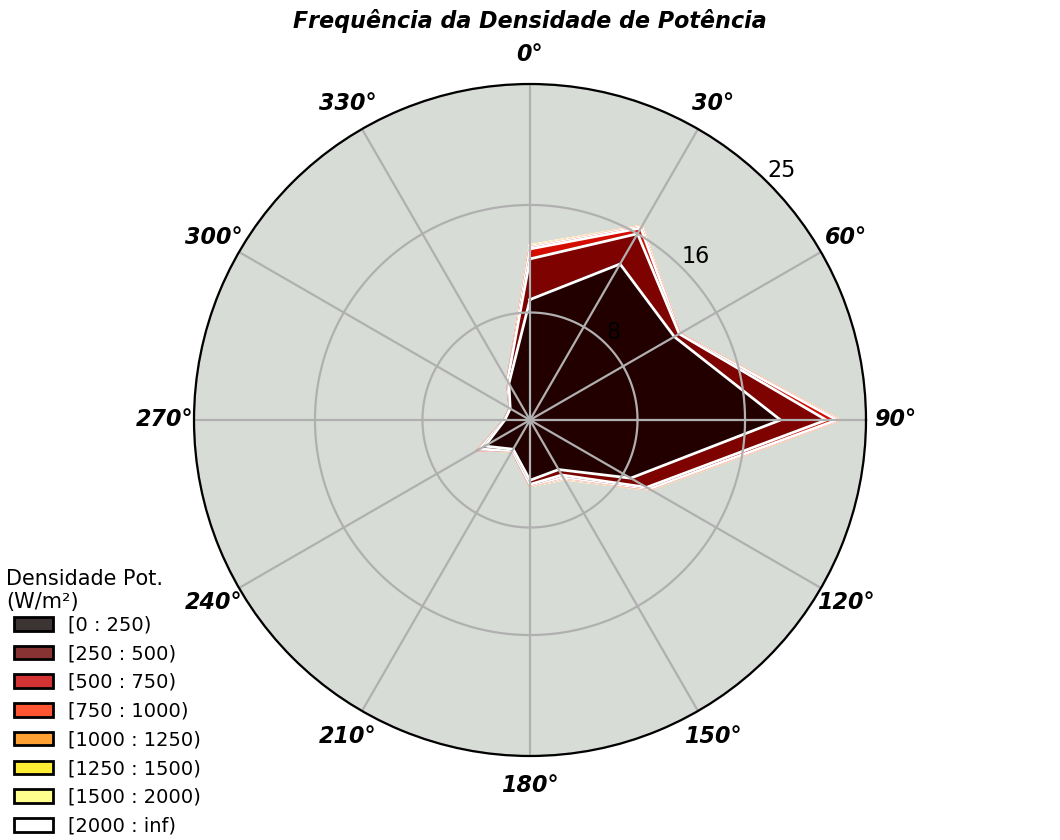 Frequência da Densidade de Potência
0°
330°
30°
25
300°
60°
16
8
270°
90°
240°
120°
210°
150°
180°
Densidade Pot.
(W/m²)
[0 : 250)
[250 : 500)
[500 : 750)
[750 : 1000)
[1000 : 1250)
[1250 : 1500)
[1500 : 2000)
[2000 : inf)